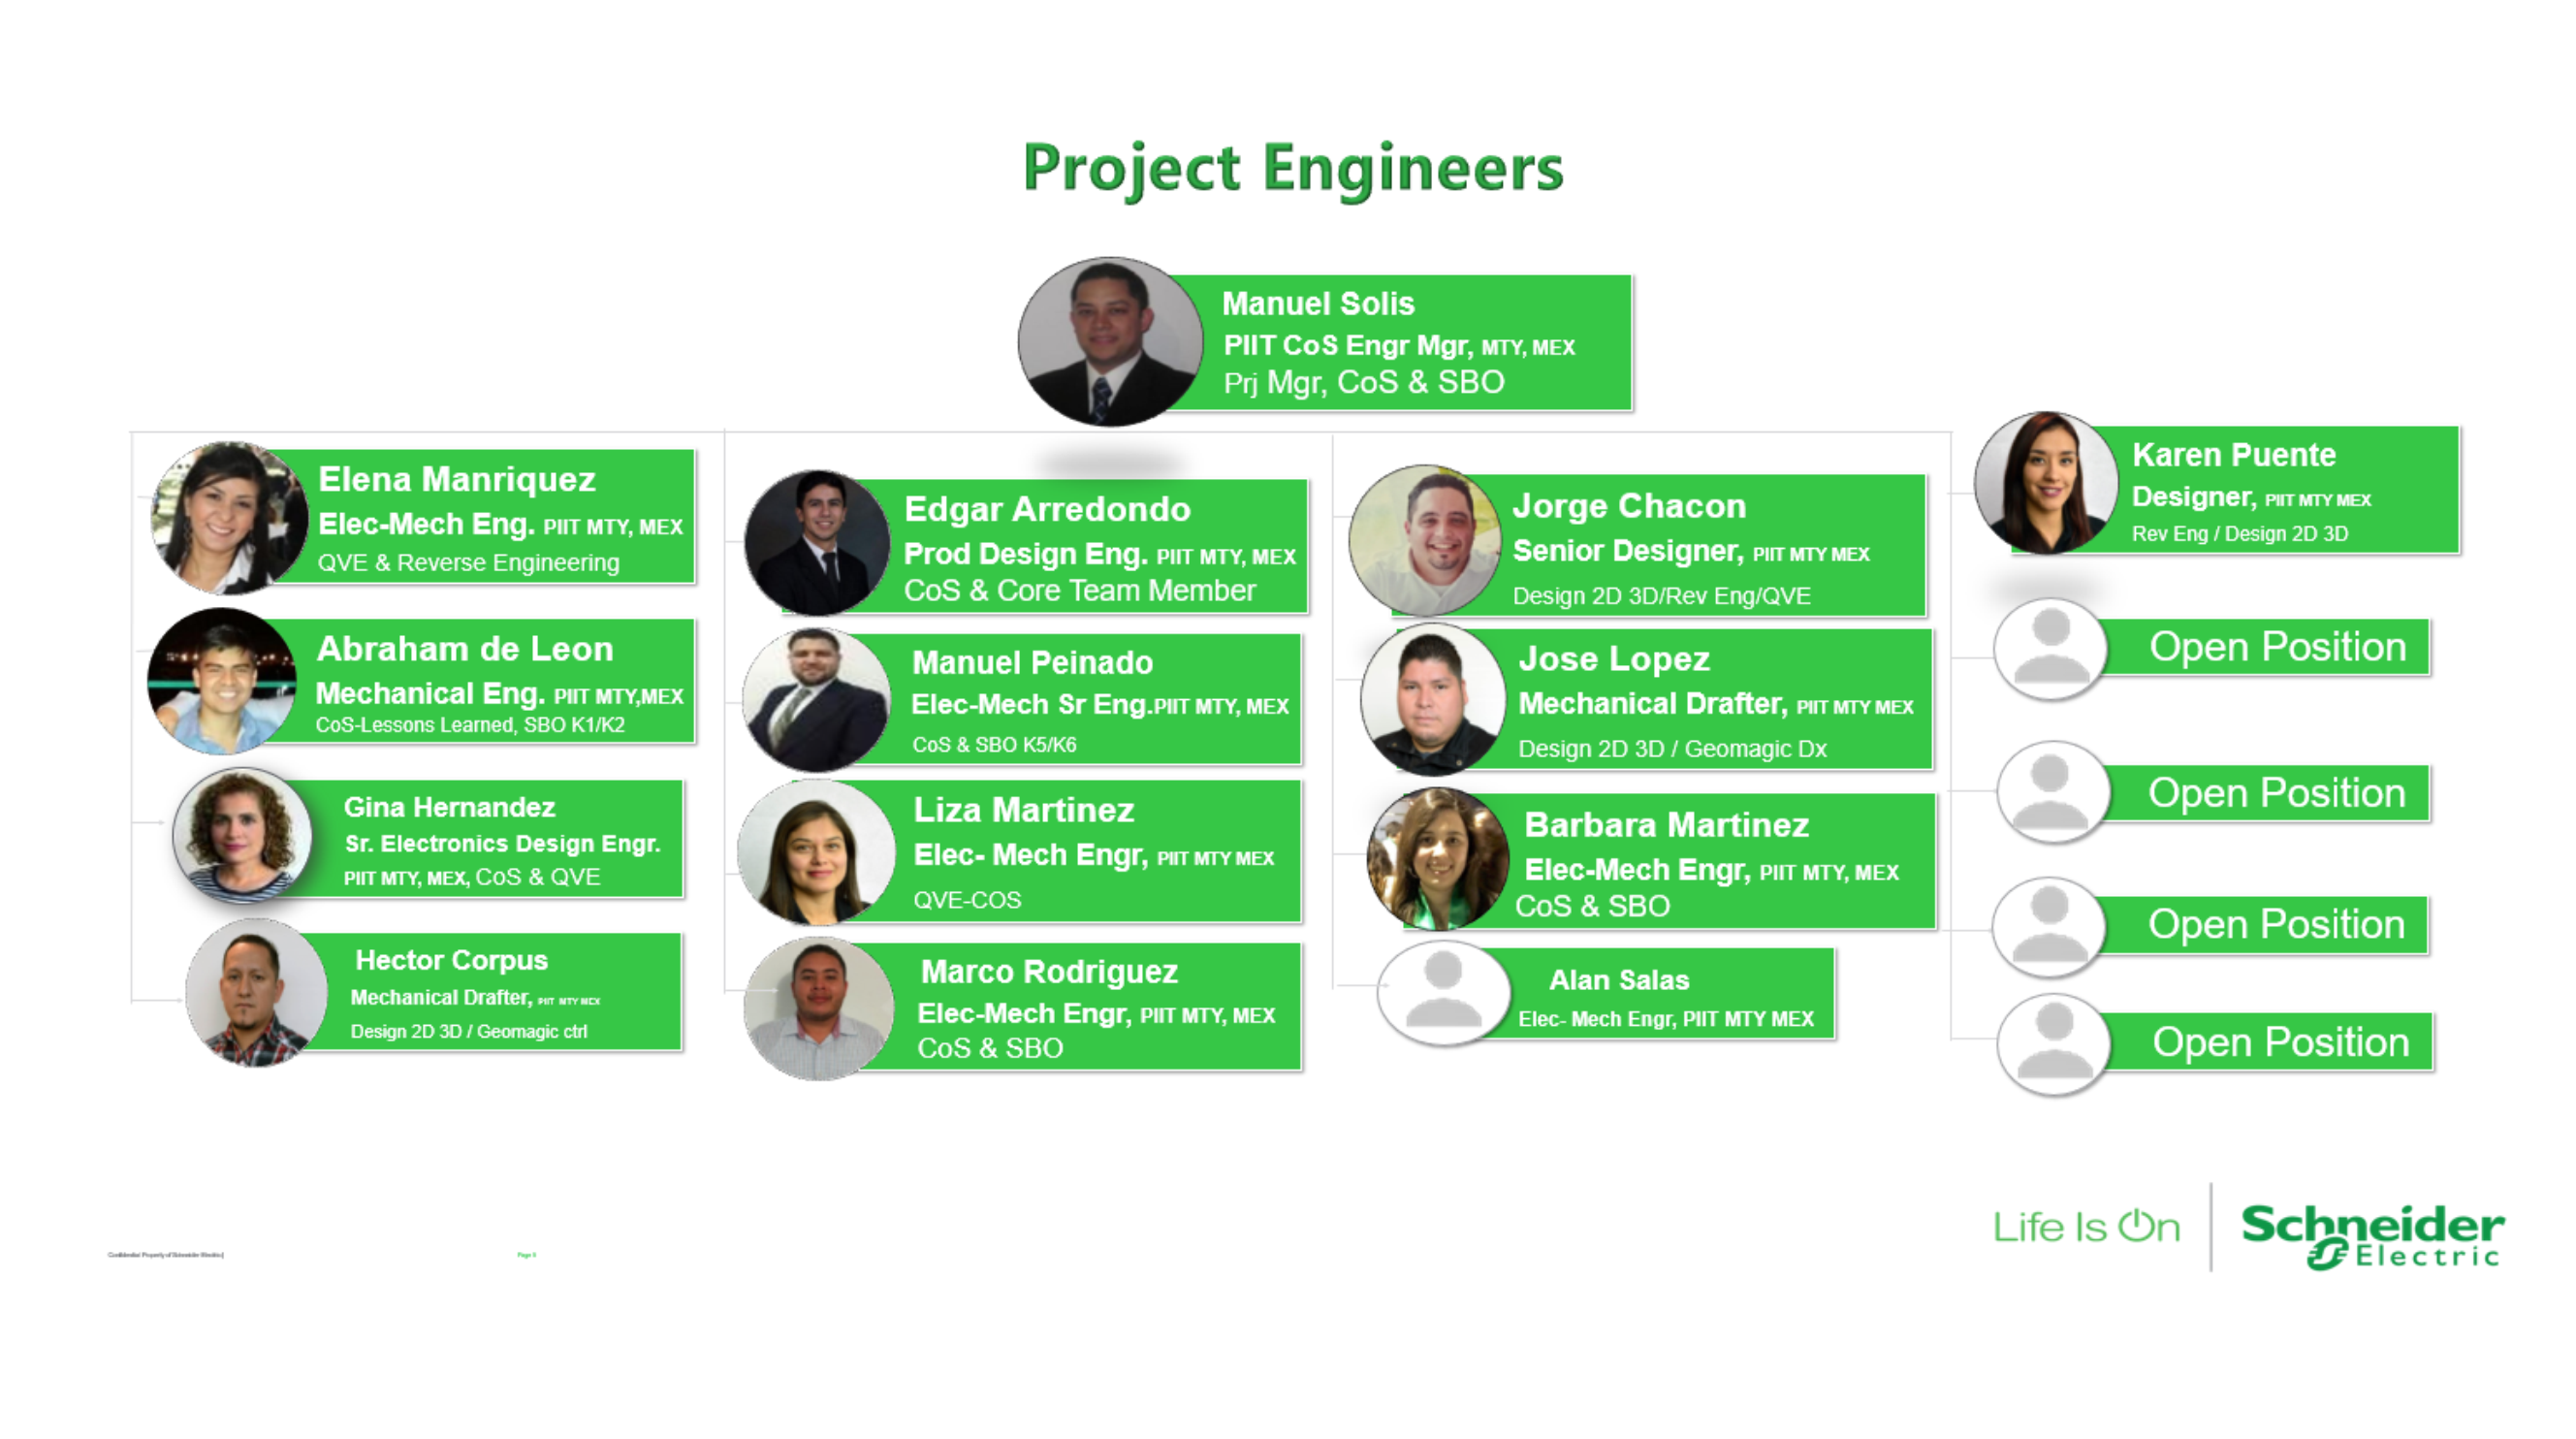 Project Engineers
Manuel Solis
PIIT CoS Engr Mgr, MTY, MEX
Prj Mgr, CoS & SBO
Elena Manriquez
Elec-Mech Eng. PIIT MTY, MEX
QVE & Reverse Engineering
Abraham de Leon
Mechanical Eng. PIIT MTY,MEX
CoS-Lessons Learned, SBO K1/K2
Gina Hernandez
Sr. Electronics Design Engr.
PIIT MTY, MEX, CoS & QVE
Hector Corpus
Mechanical Drafter, PIIT MTY MEX
Design 2D 3D / Geomagic ctrl
Edgar Arredondo
Prod Design Eng. PIIT MTY, MEX
CoS & Core Team Member
Manuel Peinado
Elec-Mech Sr Eng.PIIT MTY, MEX
CoS & SBO K5/K6
Liza Martinez
Elec- Mech Engr, PIIT MTY MEX
QVE-COS
Marco Rodriguez
Elec-Mech Engr, PIIT MTY, MEX
CoS & SBO
Jorge Chacon
Senior Designer, PIIT MTY MEX
Design 2D 3D/Rev Eng/QVE
Jose Lopez
Mechanical Drafter, PIIT MTY MEX
Design 2D 3D / Geomagic Dx
Barbara Martinez
Elec-Mech Engr, PIIT MTY, MEX
CoS & SBO
Alan Salas
Elec- Mech Engr, PIIT MTY MEX
Karen Puente
Designer, PIIT MTY MEX
Rev Eng / Design 2D 3D
Open Position
Open Position
Open Position
Open Position
Confidential Property of Schneider Electric|
Page
Life Is On
Schneider
Electric